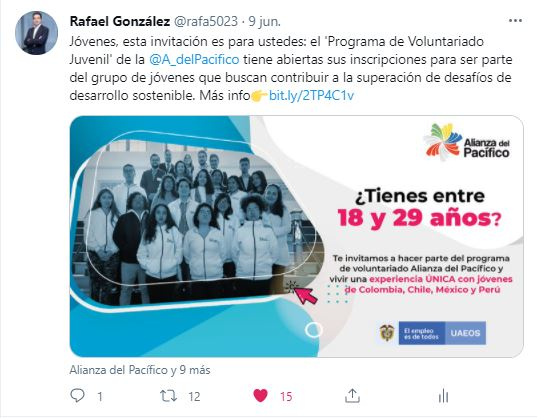 Rafael González @rafa5023 · 9 jun.
Jóvenes, esta invitación es para ustedes: el 'Programa de Voluntariado
Juvenil' de la @A_delPacifico tiene abiertas sus inscripciones para ser parte
del grupo de jóvenes que buscan contribuir a la superación de desafíos de
desarrollo sostenible. Más info👉bit.ly/2TP4C1v
Alianza del
Pacífico
¿Tienes entre
18 y 29 años?
Te invitamos a hacer parte del programa
de voluntariado Alianza del Pacífico y
vivir una experiencia ÚNICA con jóvenes
de Colombia, Chile, México y Perú
El empleo
es de todos
UAEOS
Alianza del Pacífico y 9 más
1
12
15